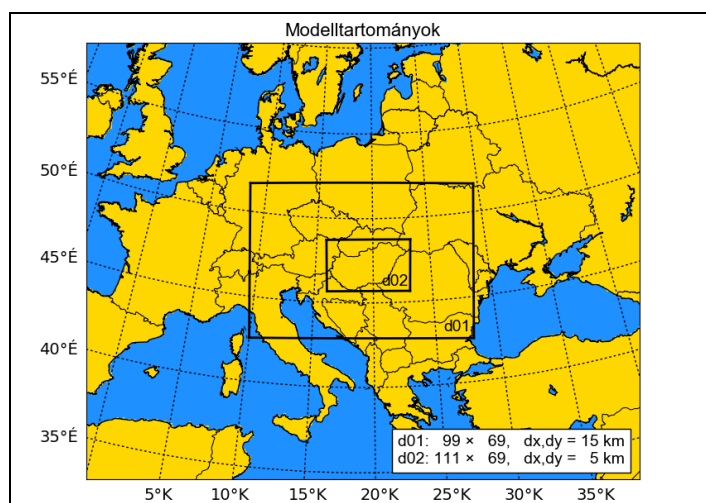 Modelltartományok
55°É
50°É
45°É
40°É
35°É
d02
d01
d01: 99 × 69, dx,dy = 15 km
d02: 111 × 69, dx,dy = 5 km
5°K 10°K 15°K 20°K 25°K 30°K 35°K